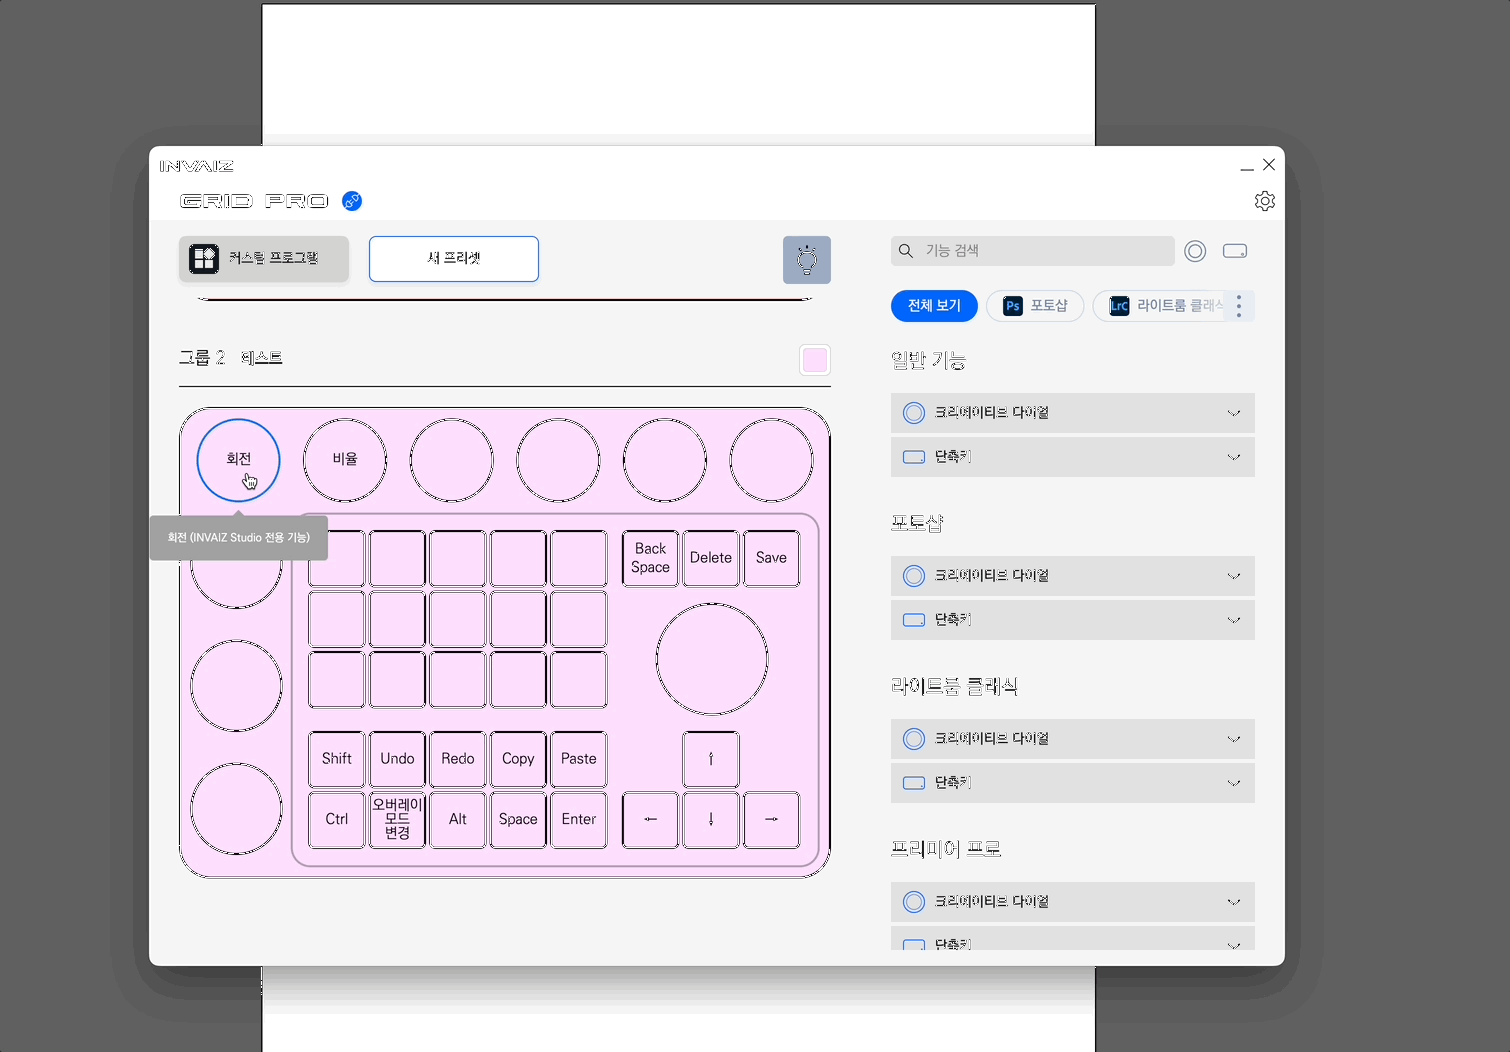 INVAIZ
GRID PRO
커스텀 프로그램
새 프리셋
기능 검색
전체 보기
Ps 포토샵
LrC 라이트룸 클래식
그룹 2 테스트
일반 기능
크리에이티브 다이얼
단축키
포토샵
크리에이티브 다이얼
단축키
라이트룸 클래식
크리에이티브 다이얼
단축키
프리미어 프로
크리에이티브 다이얼
단축키
회전
비율
회전 (INVAIZ Studio 전용 기능)
Back
Space
Delete
Save
Shift
Undo
Redo
Copy
Paste
↑
Ctrl
오버레이
모드
변경
Alt
Space
Enter
←
↓
→